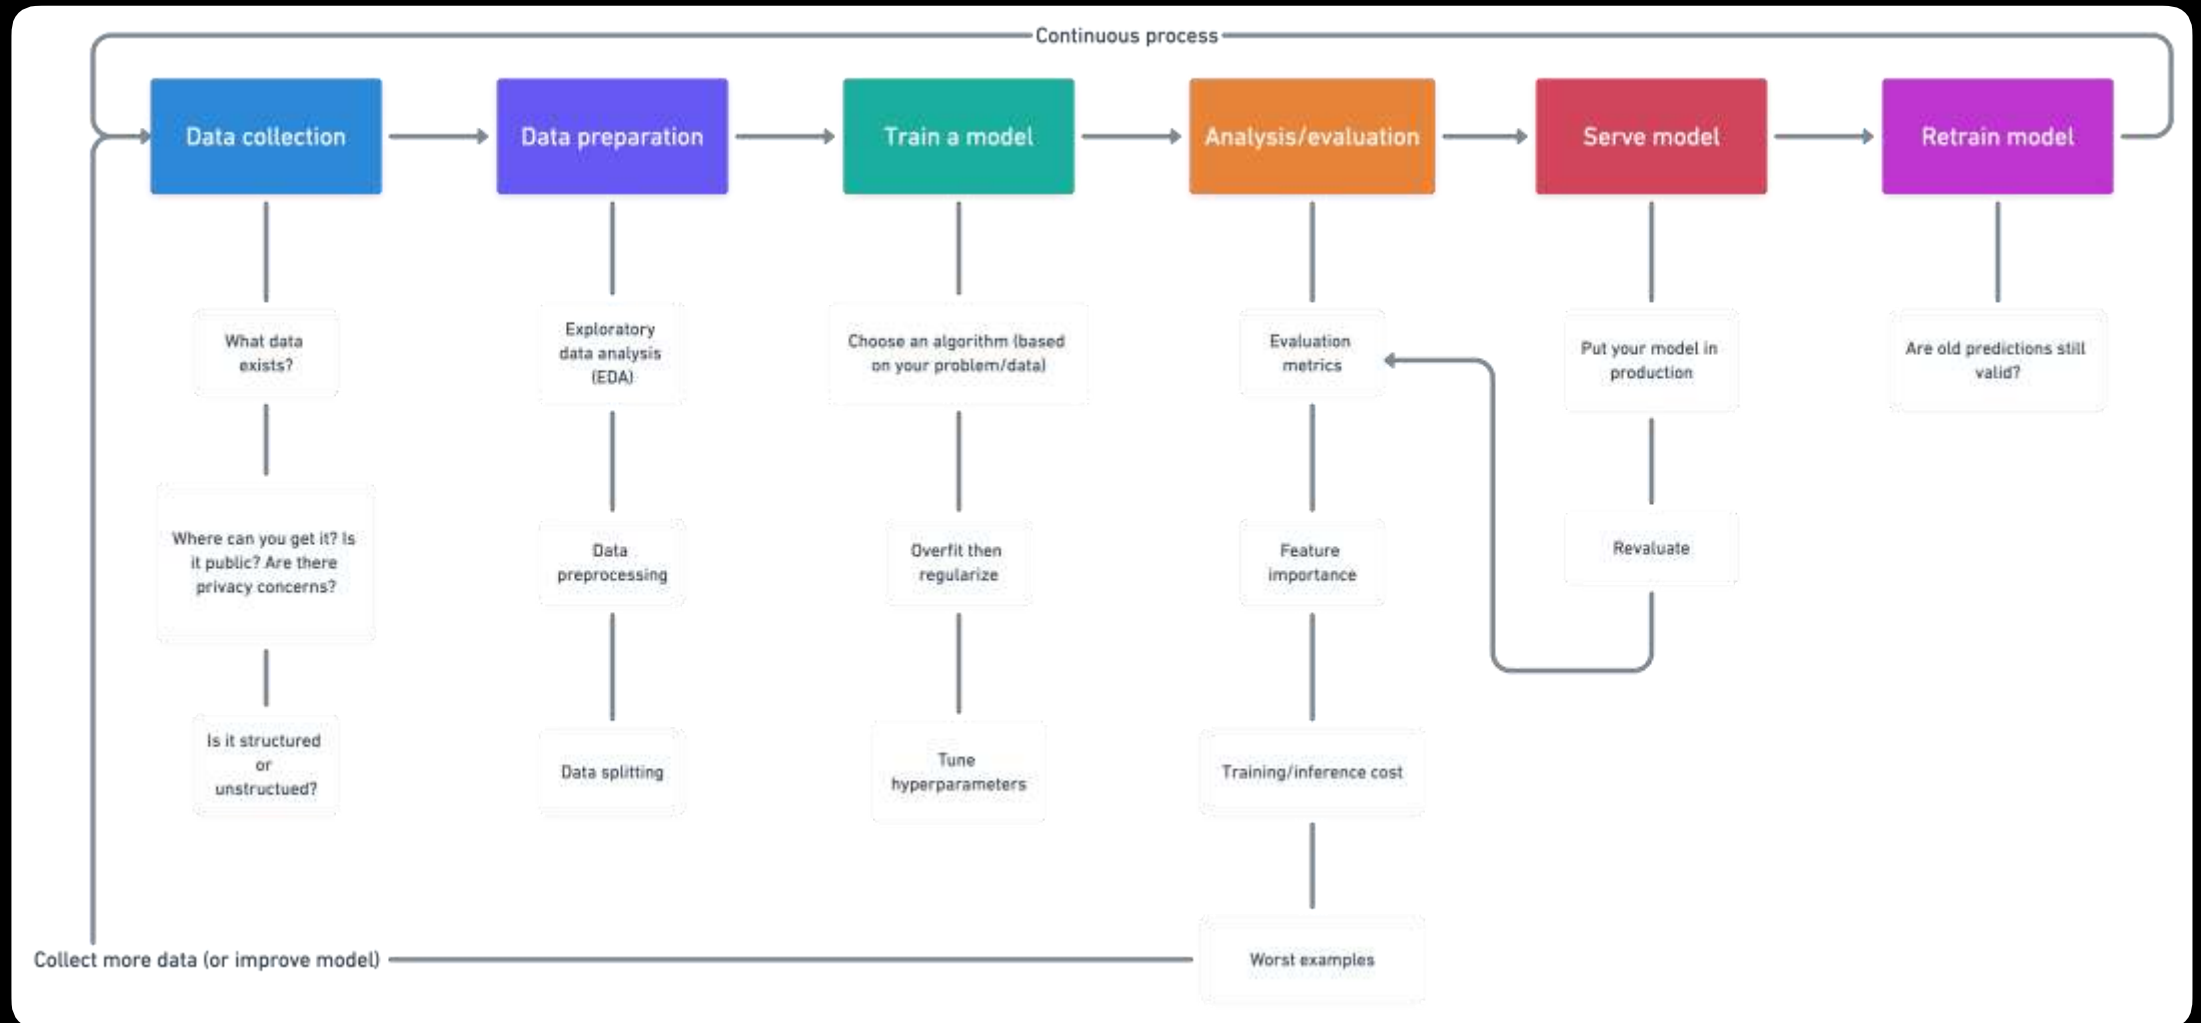 Continuous process
Data collection
Data preparation
Train a model
Analysis/evaluation
Serve model
Retrain model
What data
exists?
Where can you get it? Is
it public? Are there
privacy concerns?
Is it structured
or
unstructued?
Exploratory
data analysis
(EDA)
Data
preprocessing
Data splitting
Choose an algorithm (based
on your problem/data)
Overfit then
regularize
Tune
hyperparameters
Evaluation
metrics
Feature
importance
Training/inference cost
Worst examples
Put your model in
production
Revaluate
Are old predictions still
valid?
Collect more data (or improve model)